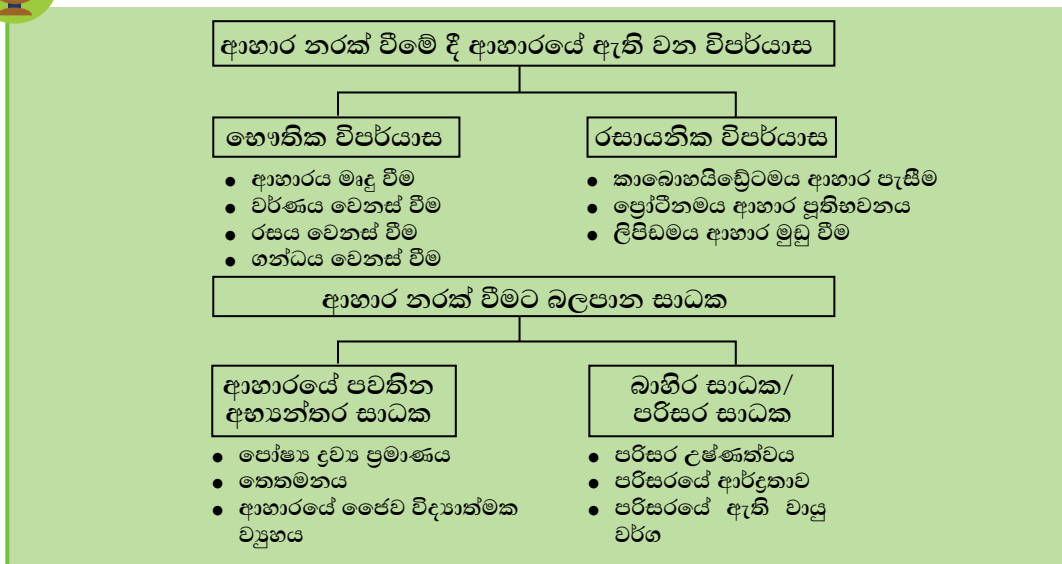 ආහාර නරක් වීමේ දී ආහාරයේ ඇති වන විපර්යාස
භෞතික විපර්යාස
● ආහාරය මෘදු වීම
● වර්ණය වෙනස් වීම
● රසය වෙනස් වීම
● ගන්ධය වෙනස් වීම
රසායනික විපර්යාස
● කාබොහයිඩ්‍රේටමය ආහාර පැසීම
● ප්‍රෝටීනමය ආහාර පූතිභවනය
● ලිපිඩමය ආහාර මුඩු වීම
ආහාර නරක් වීමට බලපාන සාධක
ආහාරයේ පවතින
අභ්‍යන්තර සාධක
● පෝෂ්‍ය ද්‍රව්‍ය ප්‍රමාණය
● තෙතමනය
● ආහාරයේ ජෛව විද්‍යාත්මක
ව්‍යුහය
බාහිර සාධක/
පරිසර සාධක
● පරිසර උෂ්ණත්වය
● පරිසරයේ ආර්ද්‍රතාව
● පරිසරයේ ඇති වායු
වර්ග